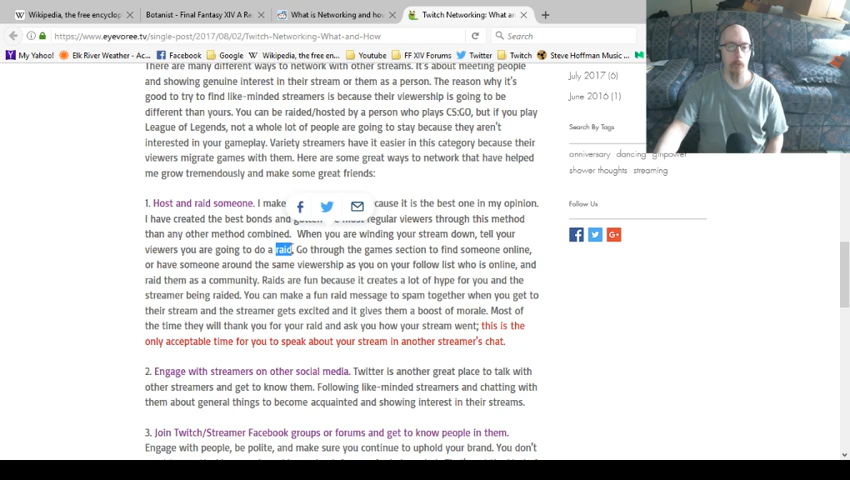 Wikipedia, the free encyclop
Botanist - Final Fantasy XIV A Re
What is Networking and ho
Twitch Networking: What an
https://www.eyevoree.tv/single-post/2017/08/02/Twitch-Networking-What-and-How
Search
My Yahoo!
Elk River Weather - Ac...
Facebook
Google
Wikipedia, the free en...
FF XIV Forums
Twitter
Steve Hoffman Music ...
There are many different ways to network with other streams. It's about meeting people
and showing genuine interest in their stream or them as a person. The reason why it's
good to try to find like-minded streamers is because their viewership is going to be
different than yours. You can be raided/hosted by a person who plays CS:GO, but if you play
League of Legends, not a whole lot of people are going to stay because they aren't
interested in your gameplay. Variety streamers have it easier in this category because their
viewers migrate games with them. Here are some great ways to network that have helped
me grow tremendously and make some great friends:
1. Host and raid someone. I make cause it is the best one in my opinion.
I have created the best bonds and gotten most regular viewers through this method
than any other method combined. When you are winding your stream down, tell your
viewers you are going to do a raid. Go through the games section to find someone online,
or have someone around the same viewership as you on your follow list who is online, and
raid them as a community. Raids are fun because it creates a lot of hype for you and the
streamer being raided. You can make a fun raid message to spam together when you get to
their stream and the streamer gets excited and it gives them a boost of morale. Most of
the time they will thank you for your raid and ask you how your stream went; this is the
only acceptable time for you to speak about your stream in another streamer's chat.
2. Engage with streamers on other social media. Twitter is another great place to talk with
other streamers and get to know them. Following like-minded streamers and chatting with
them about general things to become acquainted and showing interest in their streams.
3. Join Twitch/Streamer Facebook groups or forums and get to know people in them.
Engage with people, be polite, and make sure you continue to uphold your brand. You don't
July 2017 (6)
June 2016 (1)
Search By Tags
anniversary dancing girlpower
shower thoughts streaming
Follow Us